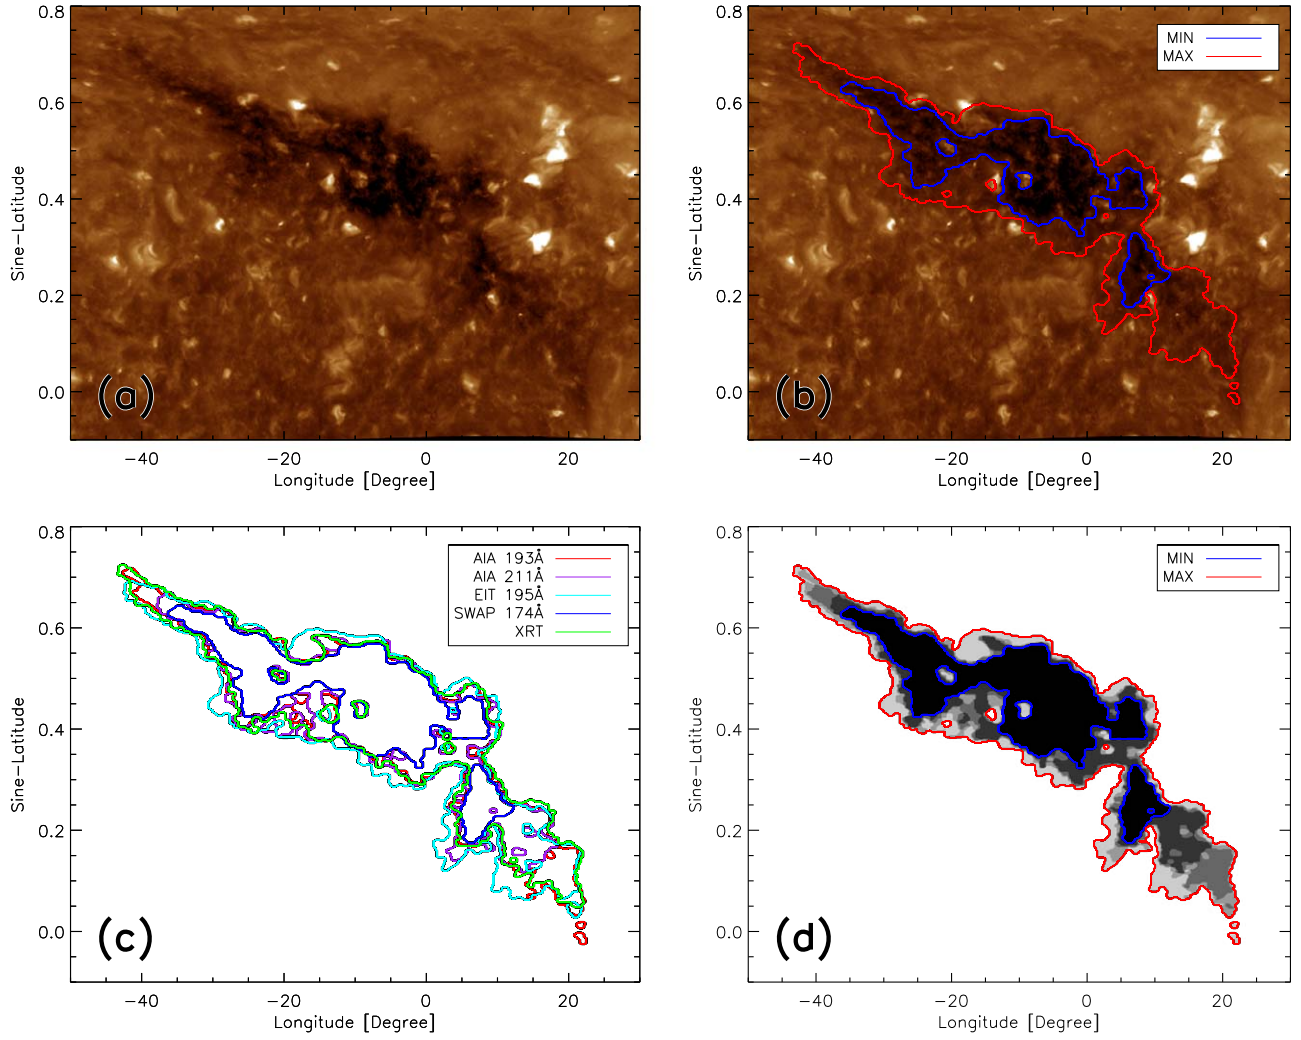 0.8
0.6
0.4
0.2
0.0
Sine-Latitude
(a)
-40 -20 0 20
Longitude [Degree]
0.8
0.6
0.4
0.2
0.0
Sine-Latitude
MIN
MAX
(b)
-40 -20 0 20
Longitude [Degree]
0.8
0.6
0.4
0.2
0.0
Sine-Latitude
AIA 193Å
AIA 211Å
EIT 195Å
SWAP 174Å
XRT
(c)
-40 -20 0 20
Longitude [Degree]
0.8
0.6
0.4
0.2
0.0
Sine-Latitude
MIN
MAX
(d)
-40 -20 0 20
Longitude [Degree]